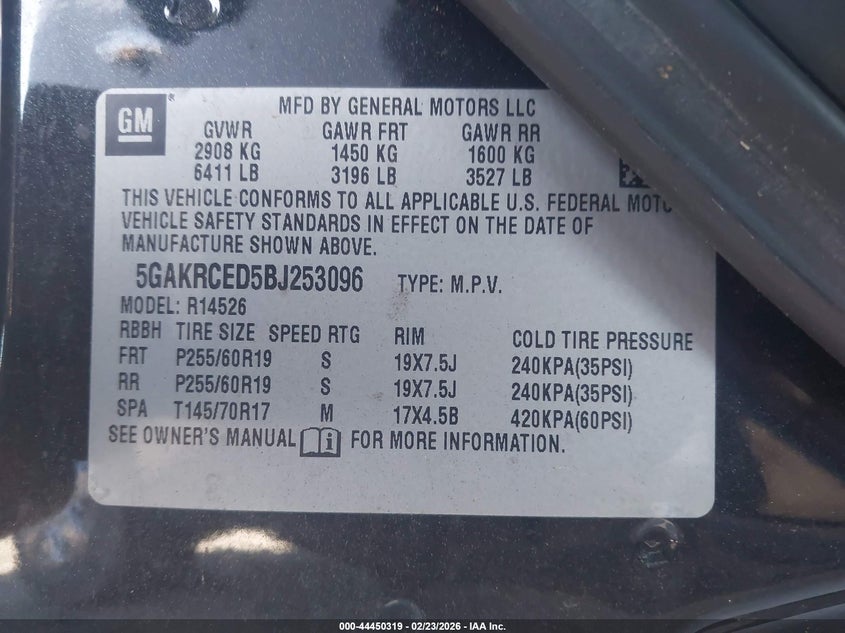 GM ®
MFD BY GENERAL MOTORS LLC
GVWR GAWR FRT GAWR RR
2908 KG 1450 KG 1600 KG
6411 LB 3196 LB 3527 LB
THIS VEHICLE CONFORMS TO ALL APPLICABLE U.S. FEDERAL MOTO
VEHICLE SAFETY STANDARDS IN EFFECT ON THE DATE OF
MANUFACTURE SHOWN ABOVE.
5GAKRCED5BJ253096 TYPE: M.P.V.
MODEL: R14526
RBBH TIRE SIZE SPEED RTG RIM COLD TIRE PRESSURE
FRT P255/60R19 S 19X7.5J 240KPA(35PSI)
RR P255/60R19 S 19X7.5J 240KPA(35PSI)
SPA T145/70R17 M 17X4.5B 420KPA(60PSI)
SEE OWNER'S MANUAL i FOR MORE INFORMATION.
000-44450319 - 02/23/2026 - IAA Inc.